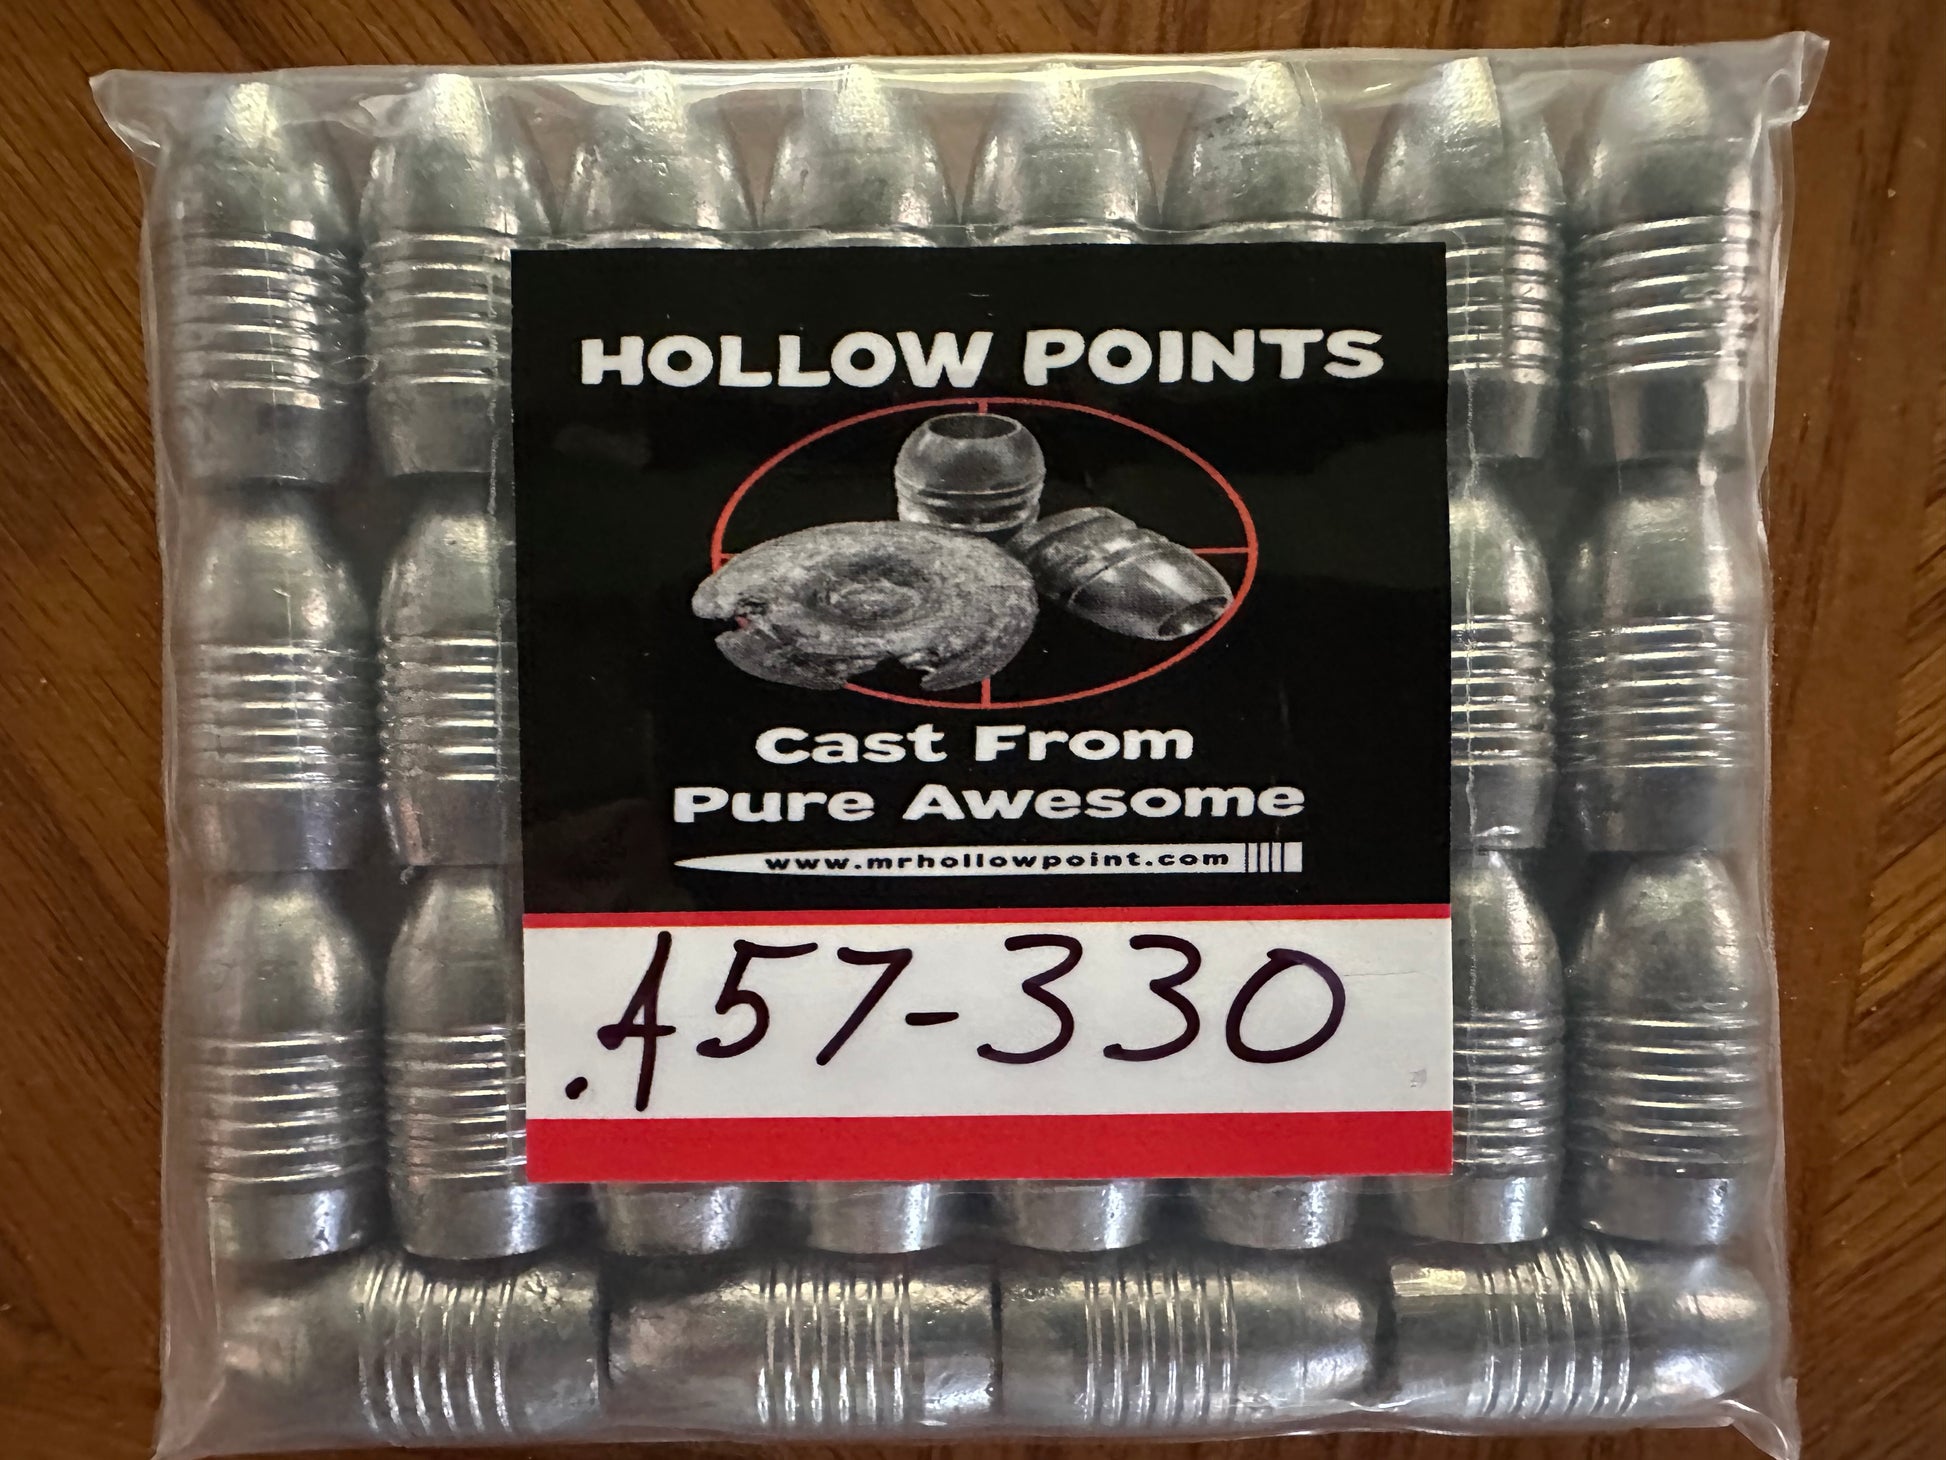 HOLLOW POINTS
Cast From
Pure Awesome
www.mrhollowpoint.com
.457-330